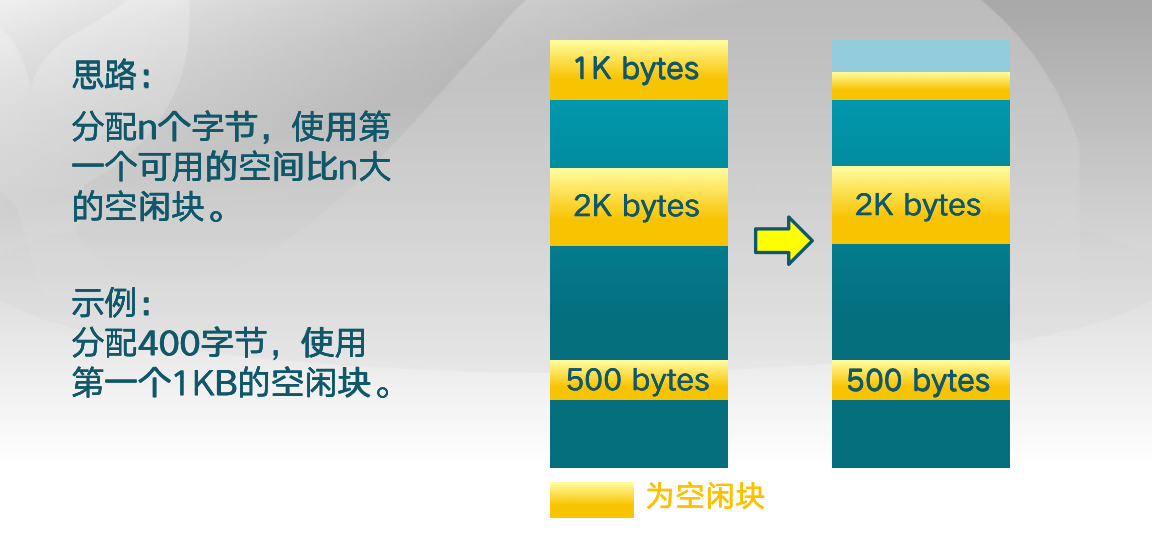 思路：
分配n个字节，使用第
一个可用的空间比n大
的空闲块。
示例：
分配400字节，使用
第一个1KB的空闲块。
1K bytes
2K bytes
500 bytes
2K bytes
500 bytes
为空闲块